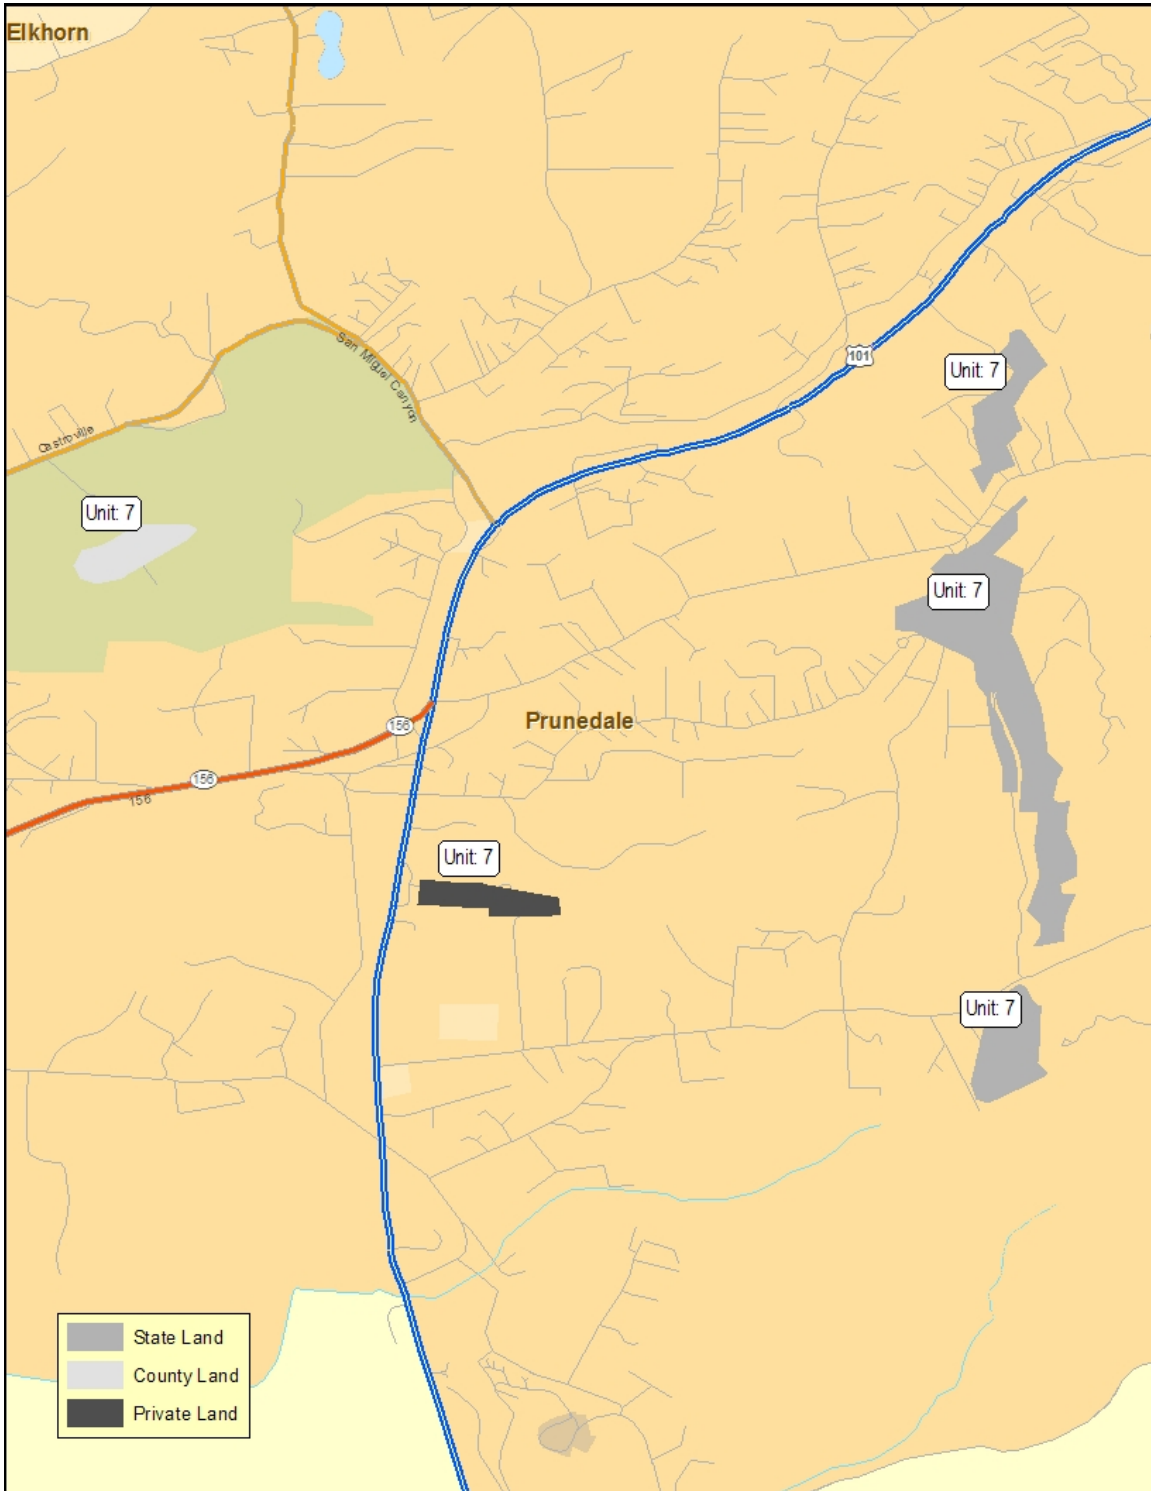 Elkhorn
San Miguel Canyon
101
Unit: 7
Castroville
Unit: 7
Unit: 7
156
Prunedale
156
156
Unit: 7
Unit: 7
State Land
County Land
Private Land